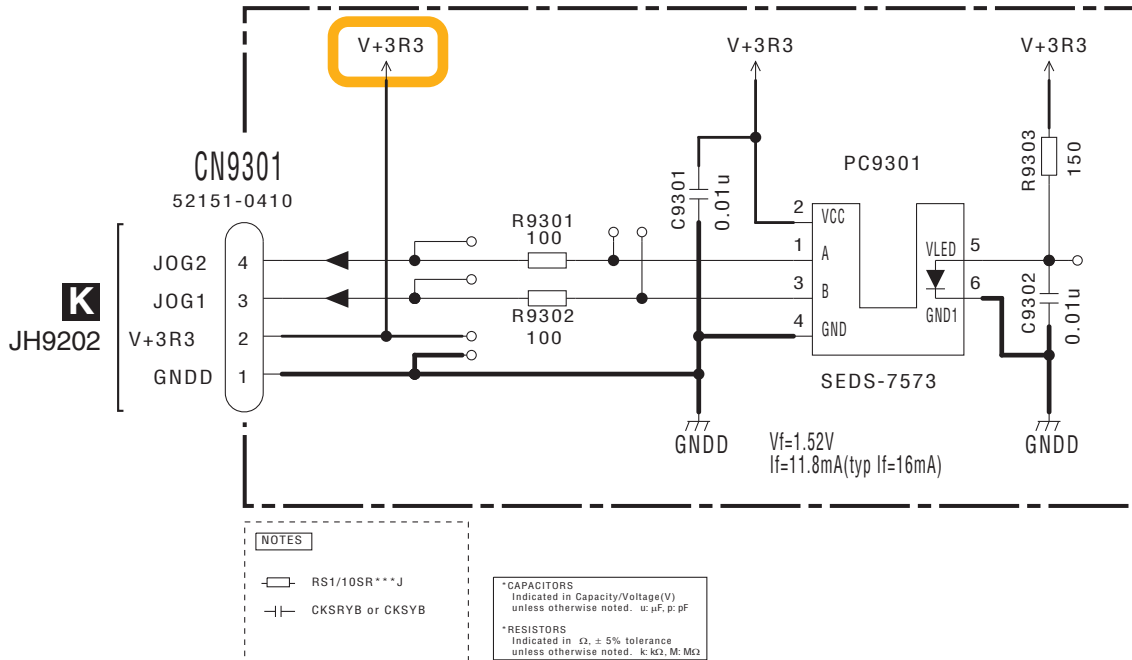 V+3R3
V+3R3
V+3R3
CN9301
52151-0410
C9301
0.01u
PC9301
R9303
150
R9301
100
2
VCC
4
JOG2
1
A
VLED
5
K
JH9202
JOG1
3
R9302
100
3
B
GND1
6
C9302
0.01u
V+3R3
2
4
GND
GNDD
1
SEDS-7573
GNDD
Vf=1.52V
If=11.8mA(typ If=16mA)
GNDD
NOTES
RS1/10SR***J
CKSRYB or CKSYB
*CAPACITORS
Indicated in Capacity/Voltage(V)
unless otherwise noted. u: μF, p: pF
*RESISTORS
Indicated in Ω, ± 5% tolerance
unless otherwise noted. k: kΩ, M: MΩ